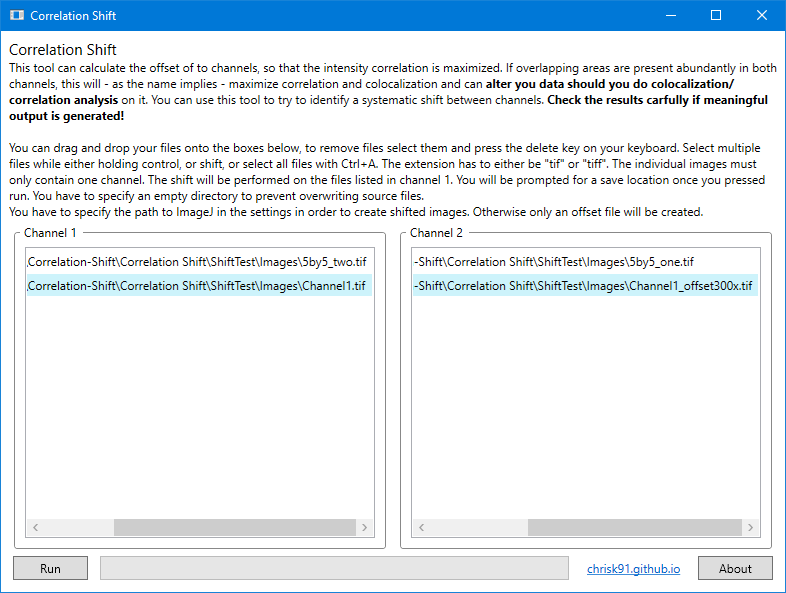 Correlation Shift
Correlation Shift
This tool can calculate the offset of to channels, so that the intensity correlation is maximized. If overlapping areas are present abundantly in both
channels, this will - as the name implies - maximize correlation and colocalization and can alter you data should you do colocalization/
correlation analysis on it. You can use this tool to try to identify a systematic shift between channels. Check the results carfully if meaningful
output is generated!
You can drag and drop your files onto the boxes below, to remove files select them and press the delete key on your keyboard. Select multiple
files while either holding control, or shift, or select all files with Ctrl+A. The extension has to either be "tif" or "tiff". The individual images must
only contain one channel. The shift will be performed on the files listed in channel 1. You will be prompted for a save location once you pressed
run. You have to specify an empty directory to prevent overwriting source files.
You have to specify the path to ImageJ in the settings in order to create shifted images. Otherwise only an offset file will be created.
Channel 1
Correlation-Shift\Correlation Shift\ShiftTest\Images\5by5_two.tif
Correlation-Shift\Correlation Shift\ShiftTest\Images\Channel1.tif
Channel 2
-Shift\Correlation Shift\ShiftTest\Images\5by5_one.tif
-Shift\Correlation Shift\ShiftTest\Images\Channel1_offset300x.tif
Run
chrisk91.github.io
About